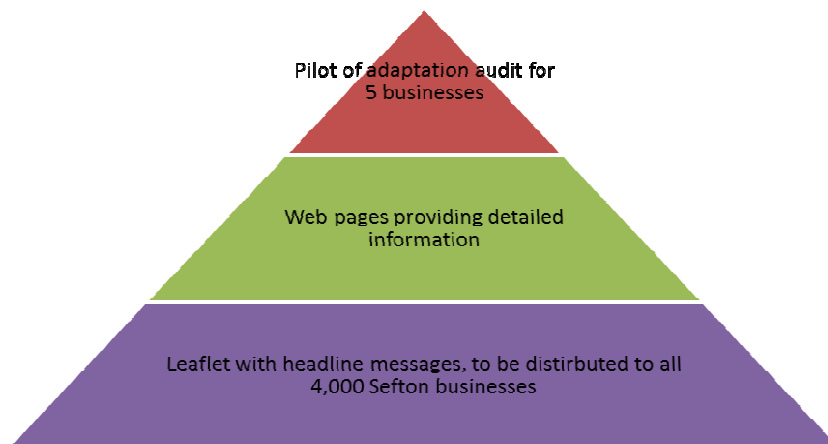 Pilot of adaptation audit for
5 businesses
Web pages providing detailed
information
Leaflet with headline messages, to be distirbuted to all
4,000 Sefton businesses